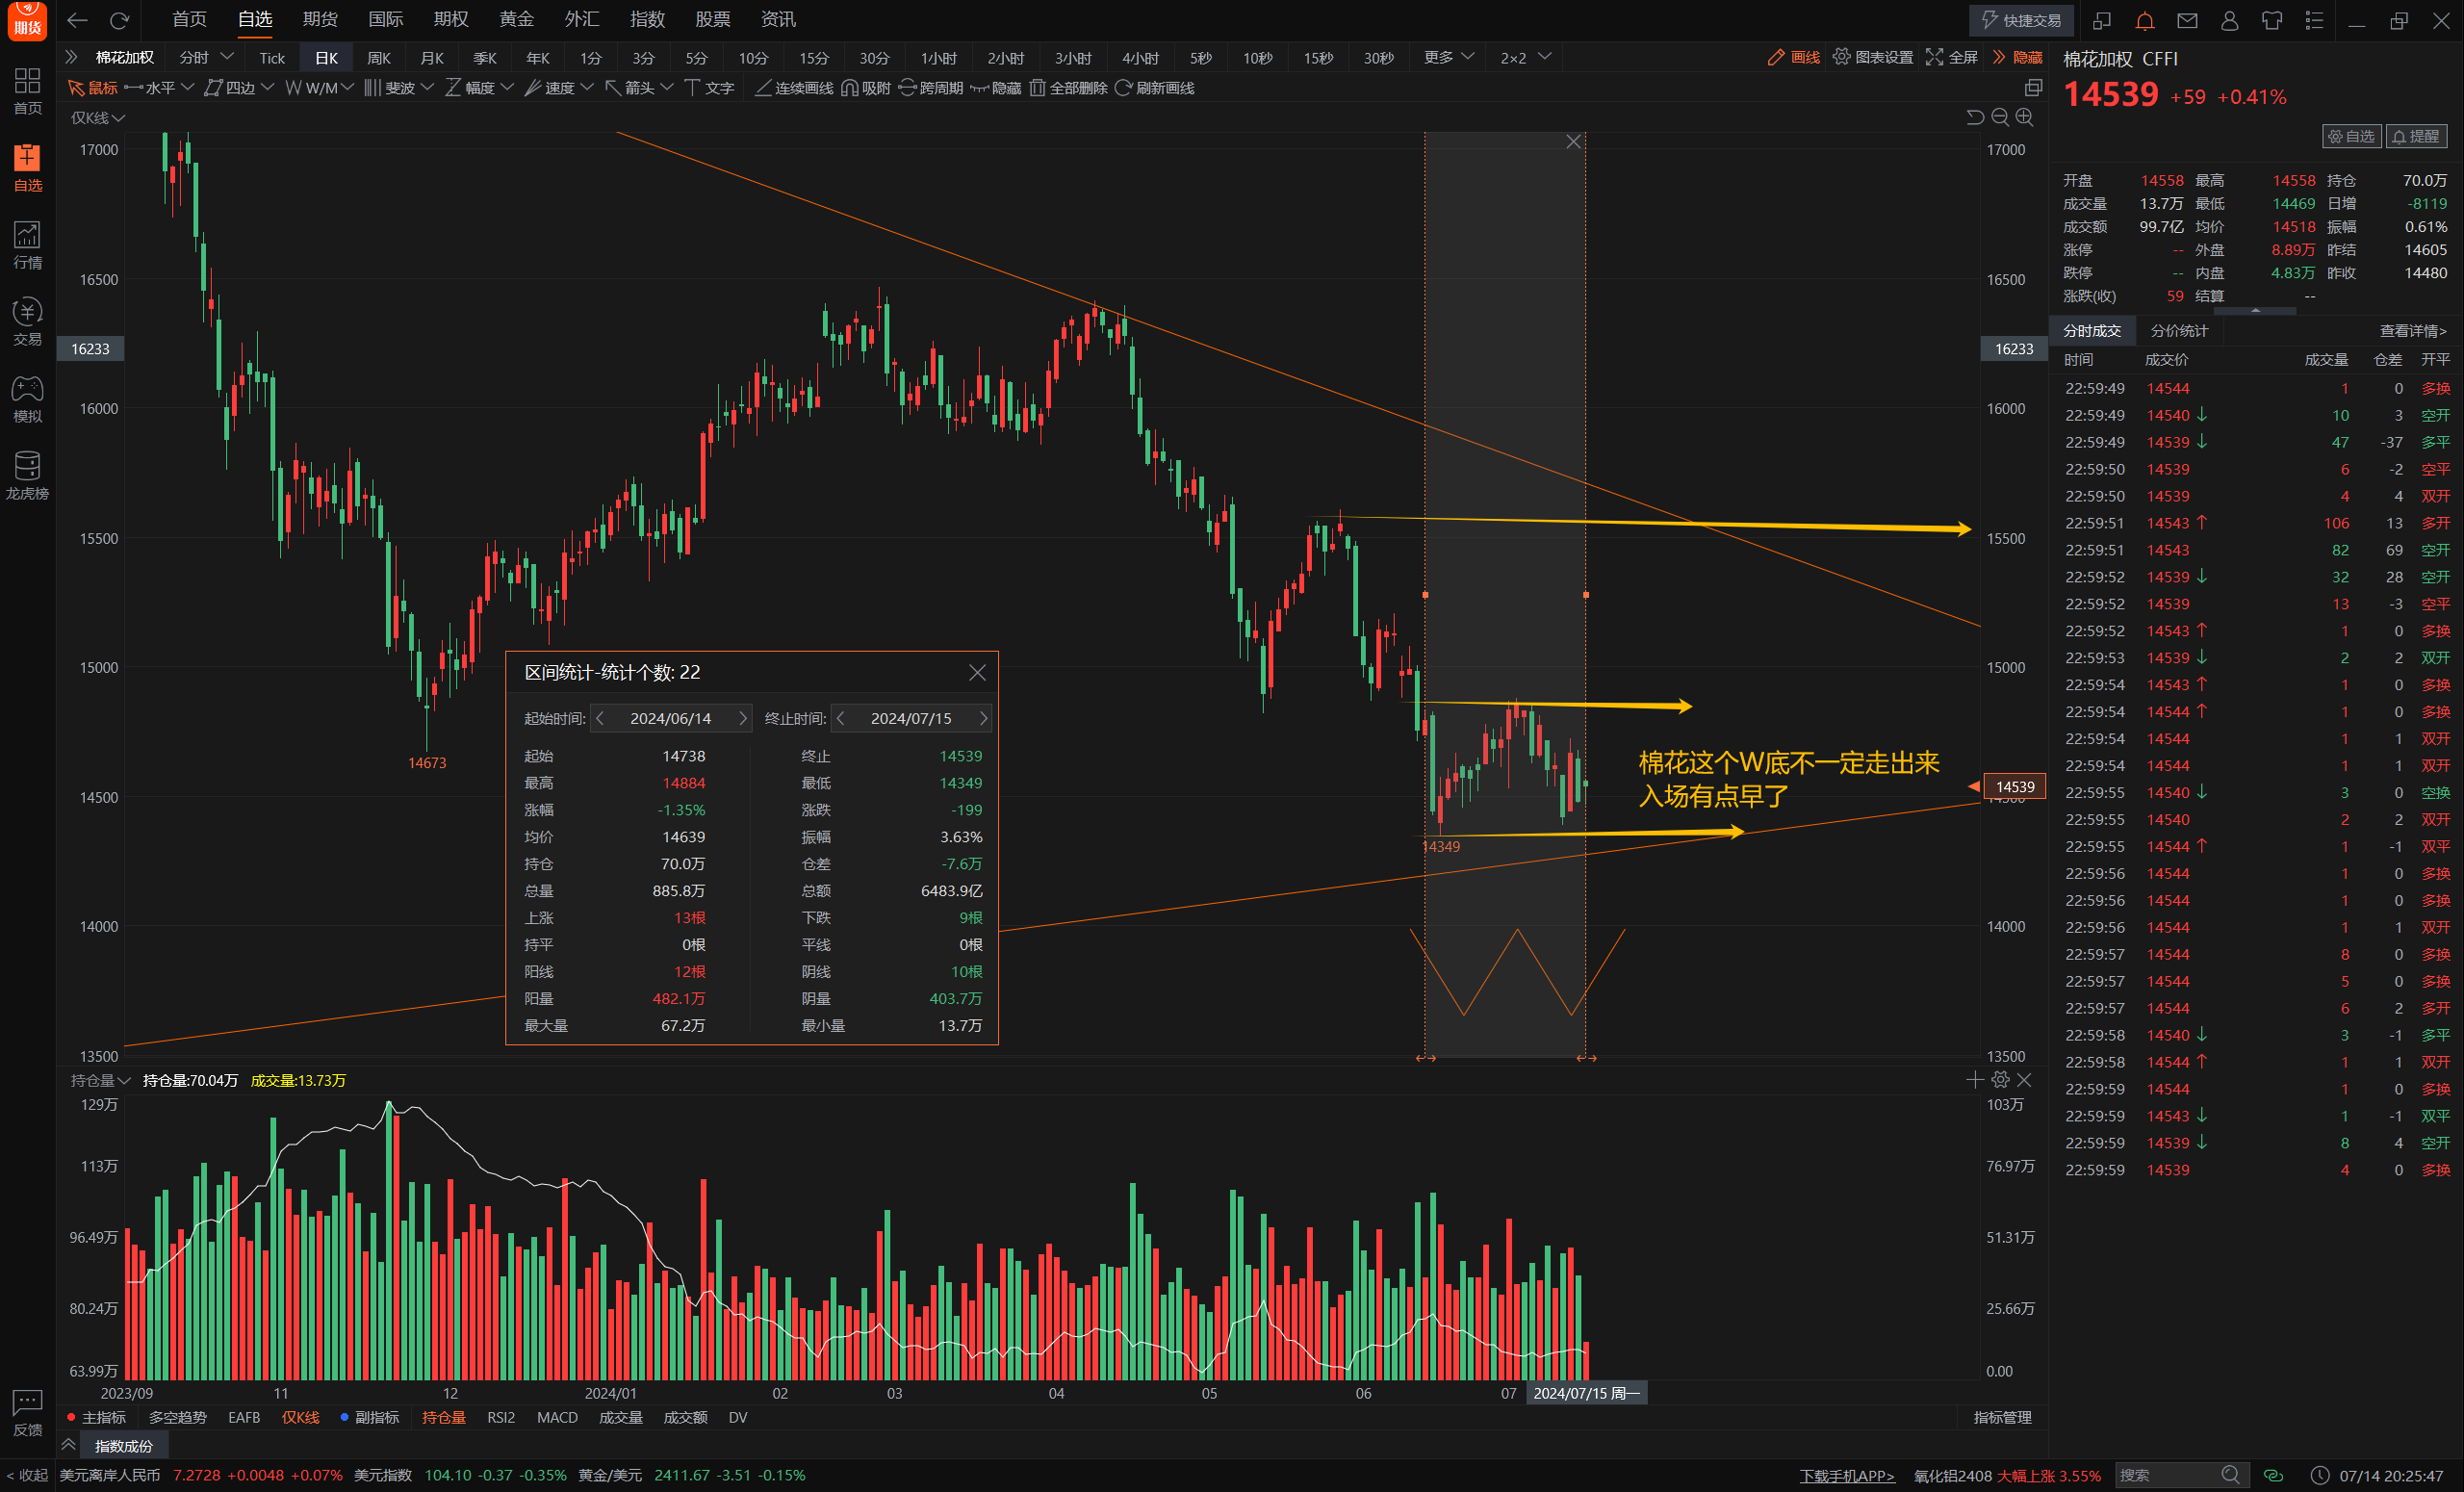 期货
首页 自选 期货 国际 期权 黄金 外汇 指数 股票 资讯
快捷交易
棉花加权 分时 Tick 日K 周K 月K 季K 年K 1分 3分 5分 10分 15分 30分 1小时 2小时 3小时 4小时 5秒 10秒 15秒 30秒 更多 2×2
画线 图表设置 全屏 隐藏
鼠标 水平 四边 W/M 斐波 幅度 速度 箭头 文字 连续画线 吸附 跨周期 隐藏 全部删除 刷新画线
首页
自选
行情
交易
模拟
龙虎榜
反馈
< 收起
仅K线
17000 17000
16500 16500
16233 16233
16000 16000
15500 15500
15000 15000
14500
14539
14000 14000
13500 13500
14673
14349
棉花这个W底不一定走出来
入场有点早了
区间统计-统计个数: 22
起始时间: 2024/06/14 终止时间: 2024/07/15
起始 14738 终止 14539
最高 14884 最低 14349
涨幅 -1.35% 涨跌 -199
均价 14639 振幅 3.63%
持仓 70.0万 仓差 -7.6万
总量 885.8万 总额 6483.9亿
上涨 13根 下跌 9根
持平 0根 平线 0根
阳线 12根 阴线 10根
阳量 482.1万 阴量 403.7万
最大量 67.2万 最小量 13.7万
持仓量 持仓量:70.04万 成交量:13.73万
129万 103万
113万 76.97万
96.49万 51.31万
80.24万 25.66万
63.99万 0.00
2023/09 11 12 2024/01 02 03 04 05 06 07 2024/07/15 周一
主指标 多空趋势 EAFB 仅K线 副指标 持仓量 RSI2 MACD 成交量 成交额 DV 指标管理
指数成份
棉花加权 CFFI
14539 +59 +0.41%
自选 提醒
开盘 14558 最高 14558 持仓 70.0万
成交量 13.7万 最低 14469 日增 -8119
成交额 99.7亿 均价 14518 振幅 0.61%
涨停 -- 外盘 8.89万 昨结 14605
跌停 -- 内盘 4.83万 昨收 14480
涨跌(收) 59 结算 --
分时成交 分价统计 查看详情>
时间 成交价 成交量 仓差 开平
22:59:49 14544 1 0 多换
22:59:49 14540 ↓ 10 3 空开
22:59:49 14539 ↓ 47 -37 多平
22:59:50 14539 6 -2 空平
22:59:50 14539 4 4 双开
22:59:51 14543 ↑ 106 13 多开
22:59:51 14543 82 69 空开
22:59:52 14539 ↓ 32 28 空开
22:59:52 14539 13 -3 空平
22:59:52 14543 ↑ 1 0 多换
22:59:53 14539 ↓ 2 2 双开
22:59:54 14543 ↑ 1 0 多换
22:59:54 14544 ↑ 1 0 多换
22:59:54 14544 1 1 双开
22:59:54 14544 1 1 双开
22:59:55 14540 ↓ 3 0 空换
22:59:55 14540 2 2 双开
22:59:55 14544 ↑ 1 -1 双平
22:59:56 14544 1 0 多换
22:59:56 14544 1 0 多换
22:59:56 14544 1 1 双开
22:59:57 14544 8 0 多换
22:59:57 14544 5 0 多换
22:59:57 14544 6 2 多开
22:59:58 14540 ↓ 3 -1 多平
22:59:58 14544 ↑ 1 1 双开
22:59:59 14544 1 0 多换
22:59:59 14543 ↓ 1 -1 双平
22:59:59 14539 ↓ 8 4 空开
22:59:59 14539 4 0 多换
美元离岸人民币 7.2728 +0.0048 +0.07% 美元指数 104.10 -0.37 -0.35% 黄金/美元 2411.67 -3.51 -0.15%
下载手机APP> 氧化铝2408 大幅上涨 3.55% 搜索 07/14 20:25:47